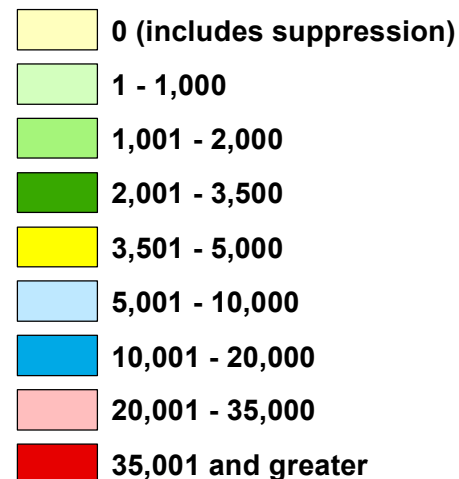 0 (includes suppression)
1 - 1,000
1,001 - 2,000
2,001 - 3,500
3,501 - 5,000
5,001 - 10,000
10,001 - 20,000
20,001 - 35,000
35,001 and greater